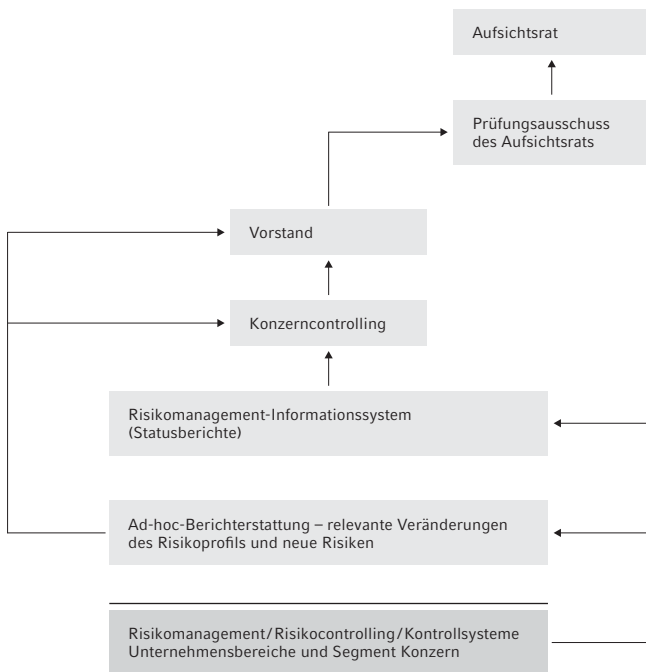 Aufsichtsrat
Prüfungsausschuss
des Aufsichtsrats
Vorstand
Konzerncontrolling
Risikomanagement-Informationssystem
(Statusberichte)
Ad-hoc-Berichterstattung – relevante Veränderungen
des Risikoprofils und neue Risiken
Risikomanagement/Risikocontrolling/Kontrollsysteme
Unternehmensbereiche und Segment Konzern